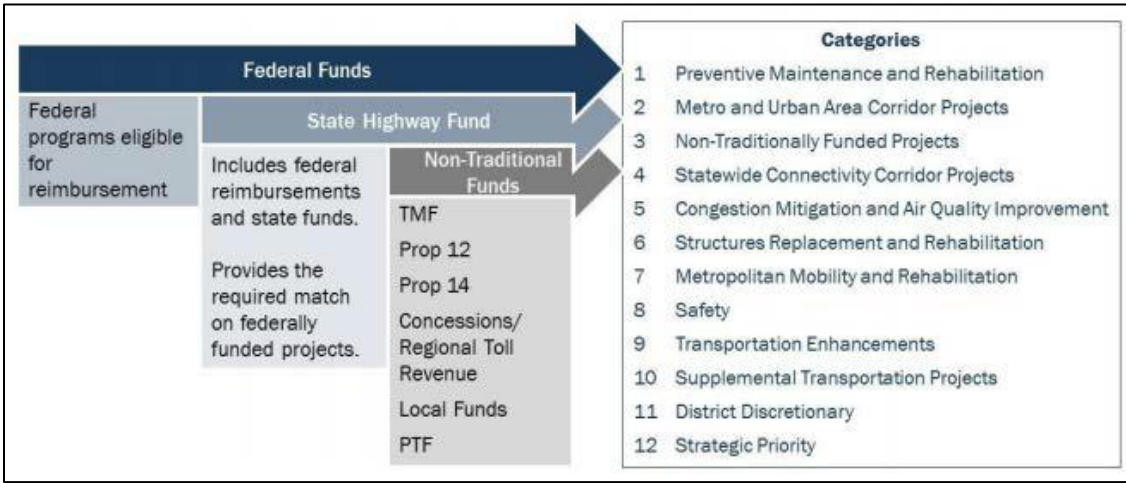 Federal Funds
Federal
programs eligible
for
reimbursement
State Highway Fund
Includes federal
reimbursements
and state funds.
Provides the
required match
on federally
funded projects.
Non-Traditional
Funds
TMF
Prop 12
Prop 14
Concessions/
Regional Toll
Revenue
Local Funds
PTF
Categories
1 Preventive Maintenance and Rehabilitation
2 Metro and Urban Area Corridor Projects
3 Non-Traditionally Funded Projects
4 Statewide Connectivity Corridor Projects
5 Congestion Mitigation and Air Quality Improvement
6 Structures Replacement and Rehabilitation
7 Metropolitan Mobility and Rehabilitation
8 Safety
9 Transportation Enhancements
10 Supplemental Transportation Projects
11 District Discretionary
12 Strategic Priority